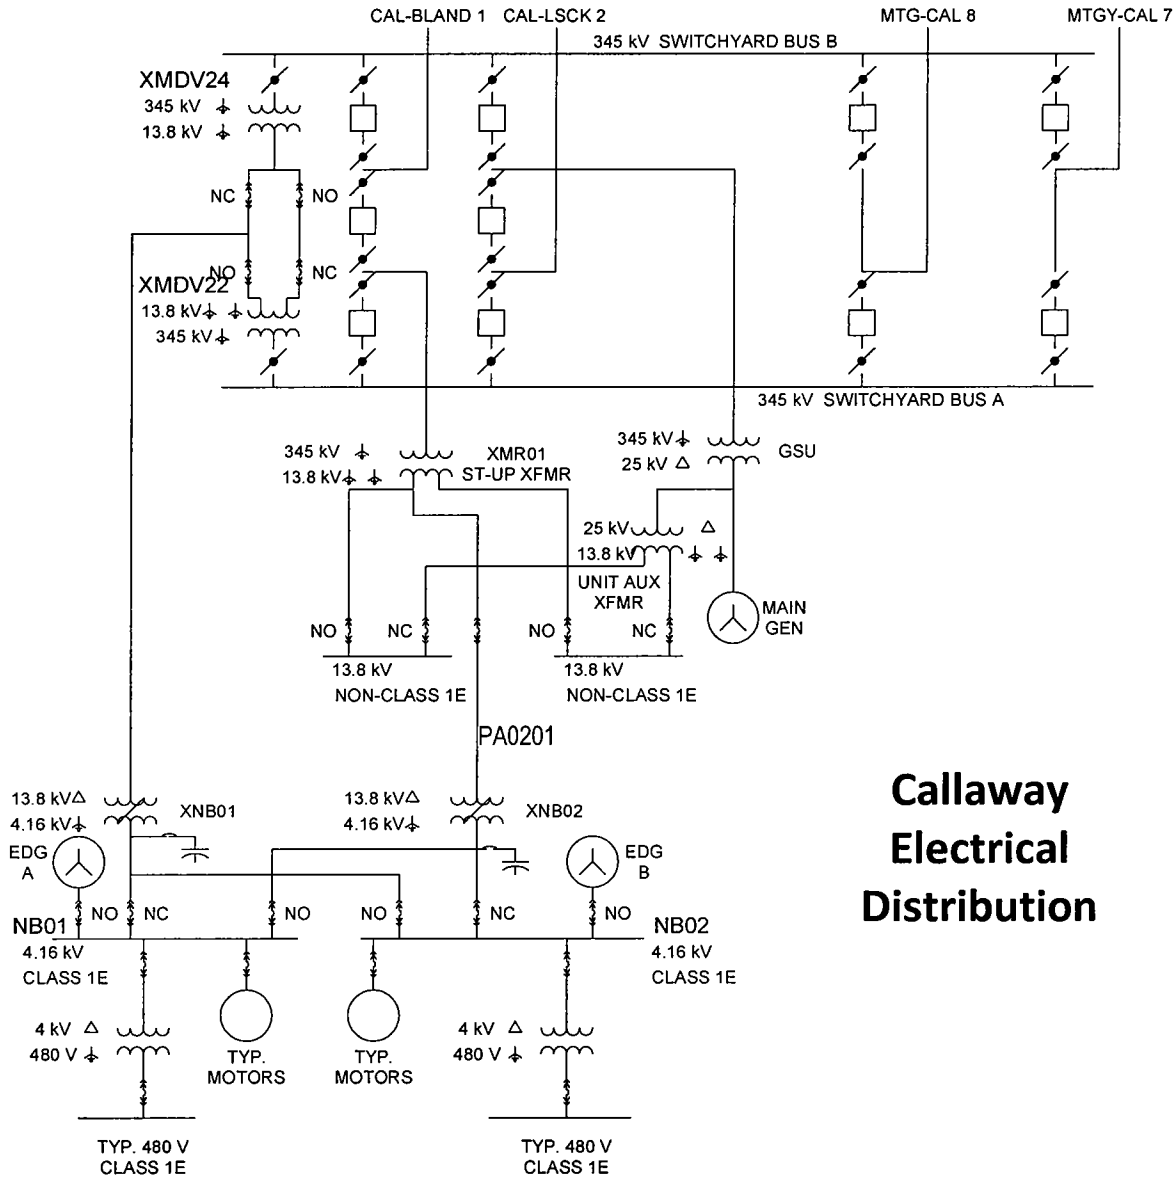 CAL-BLAND 1 CAL-LSCK 2 MTG-CAL 8 MTGY-CAL 7
345 kV SWITCHYARD BUS B
XMDV24
345 kV
13.8 kV
NC NO
NO NC
XMDV22
13.8 kV
345 kV
345 kV SWITCHYARD BUS A
345 kV XMR01 345 kV GSU
13.8 kV ST-UP XFMR 25 kV
25 kV
13.8 kV
UNIT AUX
XFMR
MAIN
GEN
NO NC NO NC
13.8 kV 13.8 kV
NON-CLASS 1E NON-CLASS 1E
PA0201
13.8 kV XNB01 13.8 kV XNB02
4.16 kV 4.16 kV
EDG
A
EDG
B
NO NC NO NO NC NO
NB01 NB02
4.16 kV 4.16 kV
CLASS 1E CLASS 1E
4 kV 4 kV
480 V 480 V
TYP.
MOTORS
TYP.
MOTORS
TYP. 480 V
CLASS 1E
TYP. 480 V
CLASS 1E
Callaway
Electrical
Distribution